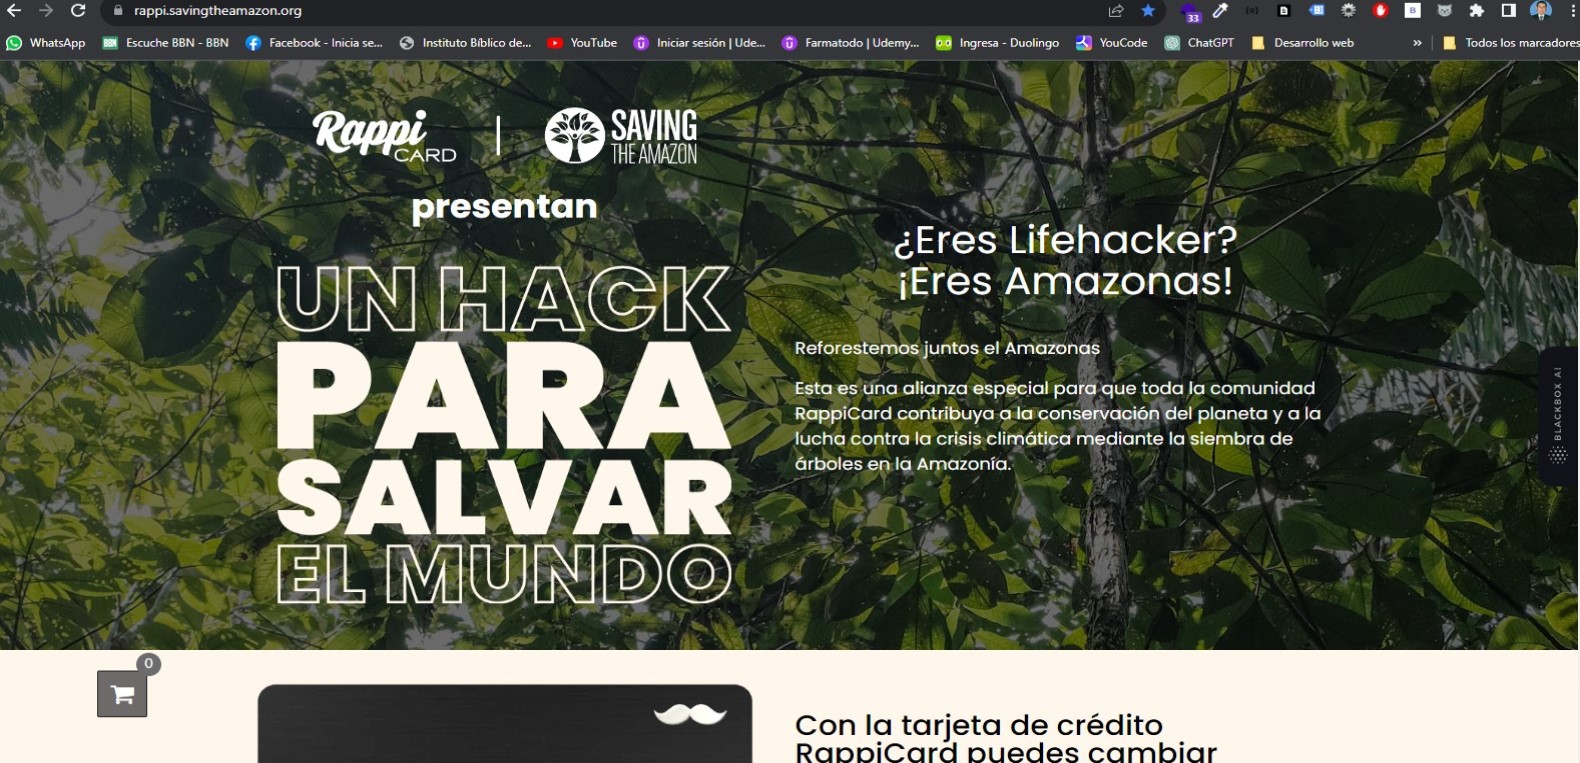 rappi.savingtheamazon.org
33
WhatsApp
Escuche BBN - BBN
Facebook - Inicia se...
Instituto Bíblico de...
YouTube
Iniciar sesión | Ude...
Farmatodo | Udemy...
Ingresa - Duolingo
YouCode
ChatGPT
Desarrollo web
»
Todos los marcadores
Rappi CARD | SAVING THE AMAZON
presentan
UN HACK
PARA
SALVAR
EL MUNDO
¿Eres Lifehacker?
¡Eres Amazonas!
Reforestemos juntos el Amazonas
Esta es una alianza especial para que toda la comunidad
RappiCard contribuya a la conservación del planeta y a la
lucha contra la crisis climática mediante la siembra de
árboles en la Amazonía.
BLACKBOX AI
0
Con la tarjeta de crédito
RappiCard puedes cambiar